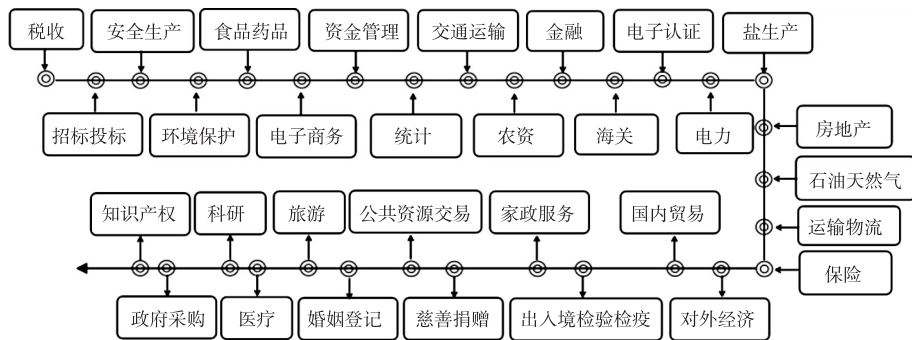 税收
安全生产
食品药品
资金管理
交通运输
金融
电子认证
盐生产
招标投标
环境保护
电子商务
统计
农资
海关
电力
房地产
石油天然气
运输物流
保险
知识产权
科研
旅游
公共资源交易
家政服务
国内贸易
政府采购
医疗
婚姻登记
慈善捐赠
出入境检验检疫
对外经济